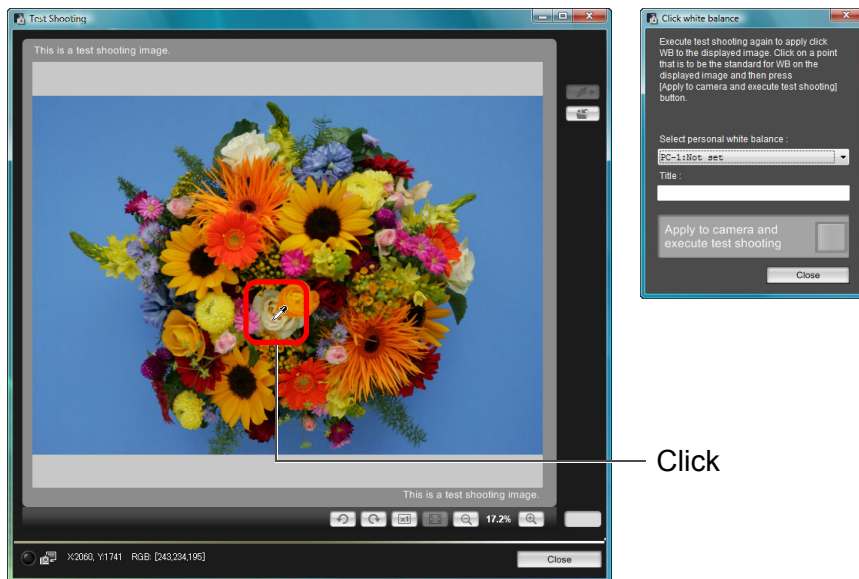 Test Shooting
This is a test shooting image.
This is a test shooting image.
x1
17.2%
X:2060, Y:1741 RGB: [243,234,195]
Close
Click white balance
Execute test shooting again to apply click
WB to the displayed image. Click on a point
that is to be the standard for WB on the
displayed image and then press
[Apply to camera and execute test shooting]
button.
Select personal white balance :
PC-1:Not set
Title :
Apply to camera and
execute test shooting
Close
Click